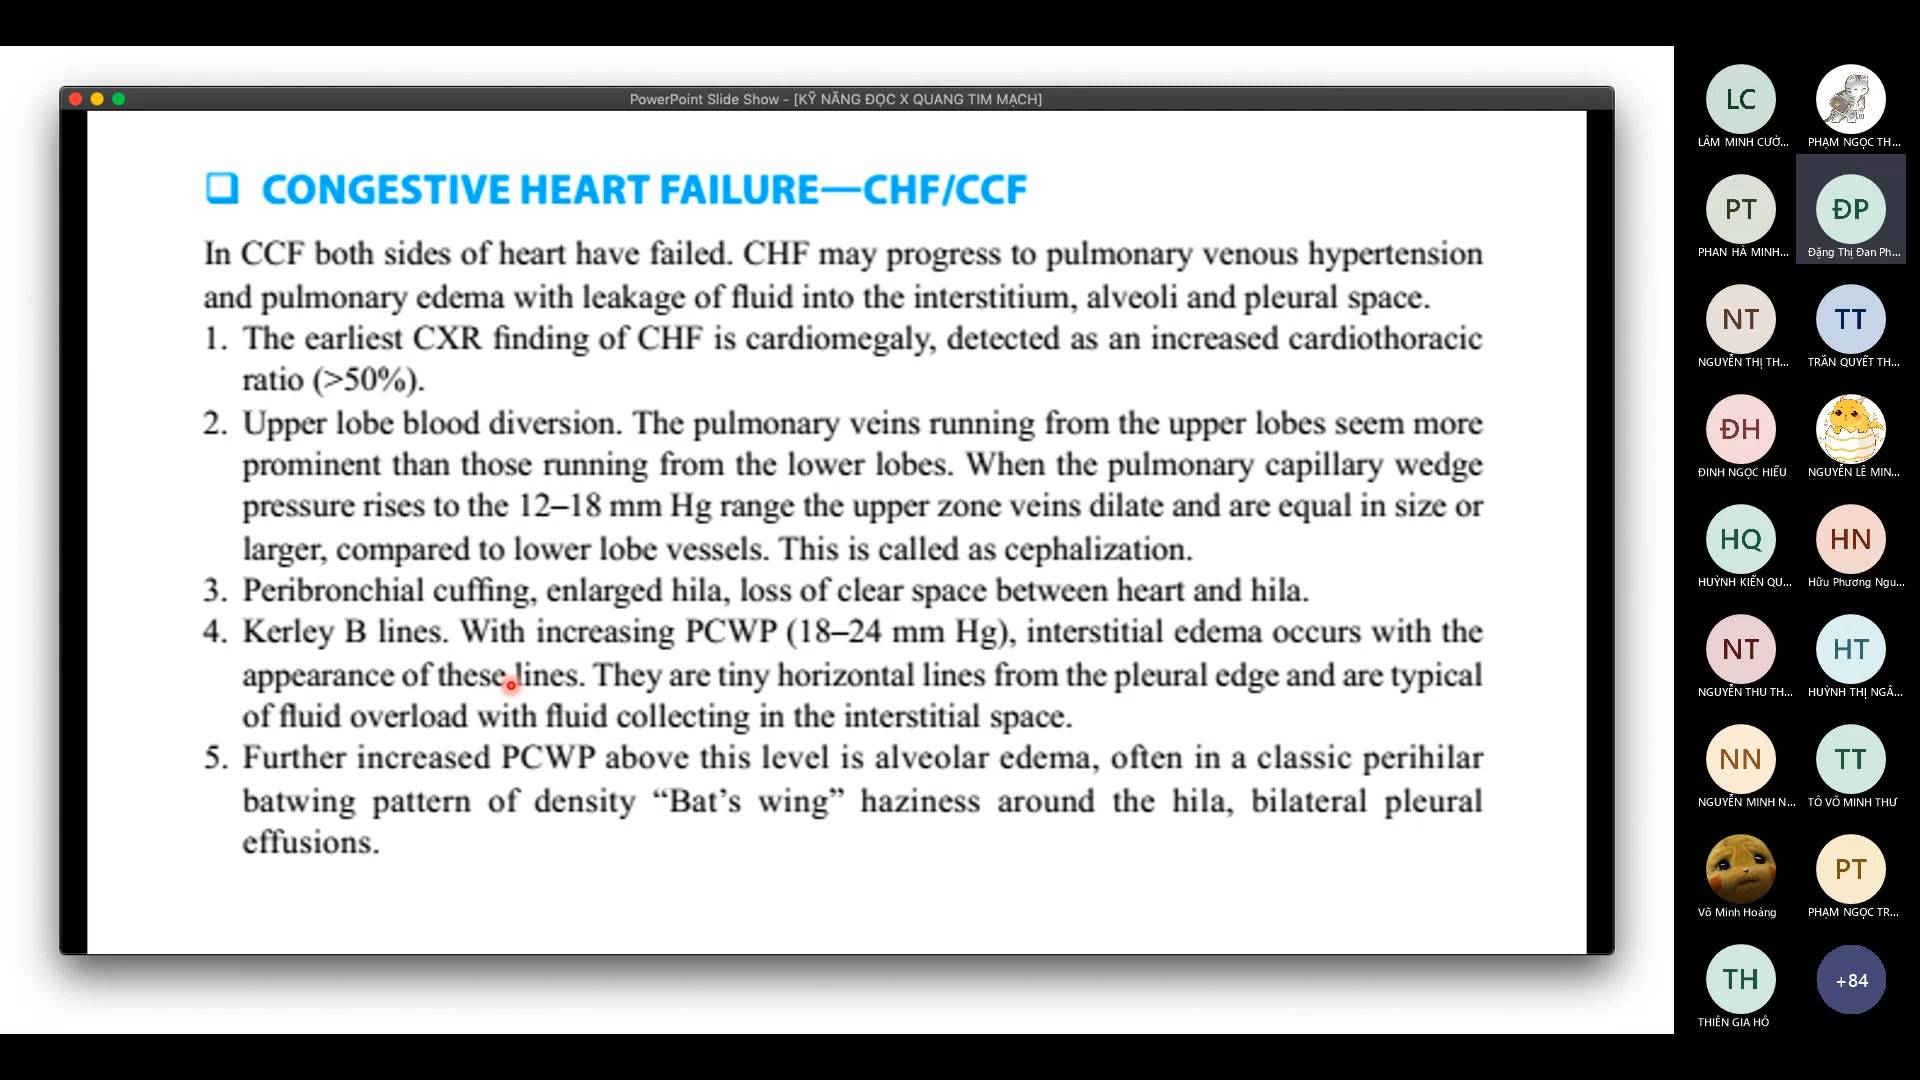 PowerPoint Slide Show - [KỸ NĂNG ĐỌC X QUANG TIM MẠCH]
CONGESTIVE HEART FAILURE—CHF/CCF
In CCF both sides of heart have failed. CHF may progress to pulmonary venous hypertension
and pulmonary edema with leakage of fluid into the interstitium, alveoli and pleural space.
1. The earliest CXR finding of CHF is cardiomegaly, detected as an increased cardiothoracic
ratio (>50%).
2. Upper lobe blood diversion. The pulmonary veins running from the upper lobes seem more
prominent than those running from the lower lobes. When the pulmonary capillary wedge
pressure rises to the 12–18 mm Hg range the upper zone veins dilate and are equal in size or
larger, compared to lower lobe vessels. This is called as cephalization.
3. Peribronchial cuffing, enlarged hila, loss of clear space between heart and hila.
4. Kerley B lines. With increasing PCWP (18–24 mm Hg), interstitial edema occurs with the
appearance of these lines. They are tiny horizontal lines from the pleural edge and are typical
of fluid overload with fluid collecting in the interstitial space.
5. Further increased PCWP above this level is alveolar edema, often in a classic perihilar
batwing pattern of density “Bat’s wing” haziness around the hila, bilateral pleural
effusions.
LC
LÂM MINH CƯỜ...
PHẠM NGỌC TH...
PT
PHAN HÀ MINH...
ĐP
Đặng Thị Đan Ph...
NT
NGUYỄN THỊ TH...
TT
TRẦN QUYẾT TH...
ĐH
ĐINH NGỌC HIẾU
NGUYỄN LÊ MIN...
HQ
HUỲNH KIẾN QU...
HN
Hữu Phương Ngu...
NT
NGUYỄN THU TH...
HT
HUỲNH THỊ NGÂ...
NN
NGUYỄN MINH N...
TT
TÔ VÕ MINH THƯ
Võ Minh Hoàng
PT
PHẠM NGỌC TR...
TH
THIÊN GIA HỒ
+84